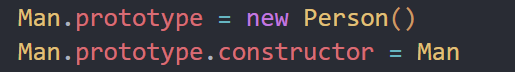 Man.prototype = new Person()
Man.prototype.constructor = Man